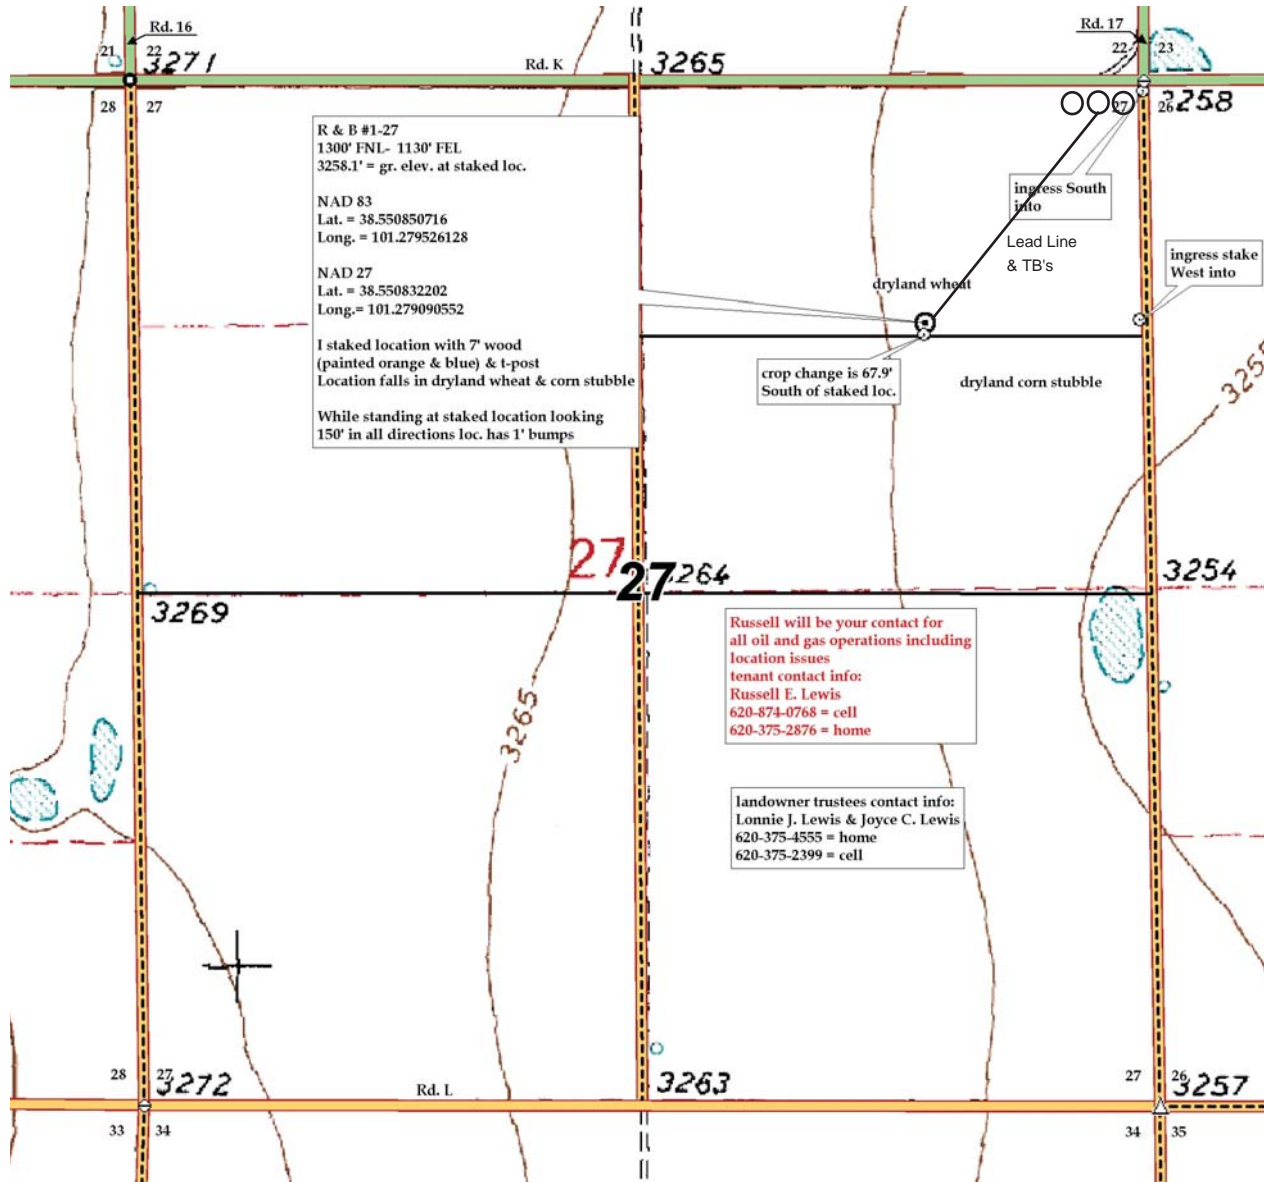 Rd. 16
Rd. 17
21
22
22
23
3271
Rd. K
3265
28
27
27
26
3258
R & B #1-27
1300' FNL- 1130' FEL
3258.1' = gr. elev. at staked loc.
NAD 83
Lat. = 38.550850716
Long. = 101.279526128
NAD 27
Lat. = 38.550832202
Long.= 101.279090552
I staked location with 7' wood
(painted orange & blue) & t-post
Location falls in dryland wheat & corn stubble
While standing at staked location looking
150' in all directions loc. has 1' bumps
ingress South
into
Lead Line
& TB's
ingress stake
West into
dryland wheat
crop change is 67.9'
South of staked loc.
dryland corn stubble
3255
27
27
3264
3254
3269
Russell will be your contact for
all oil and gas operations including
location issues
tenant contact info:
Russell E. Lewis
620-874-0768 = cell
620-375-2876 = home
3265
landowner trustees contact info:
Lonnie J. Lewis & Joyce C. Lewis
620-375-4555 = home
620-375-2399 = cell
28
27
3272
Rd. L
3263
27
26
3257
33
34
34
35